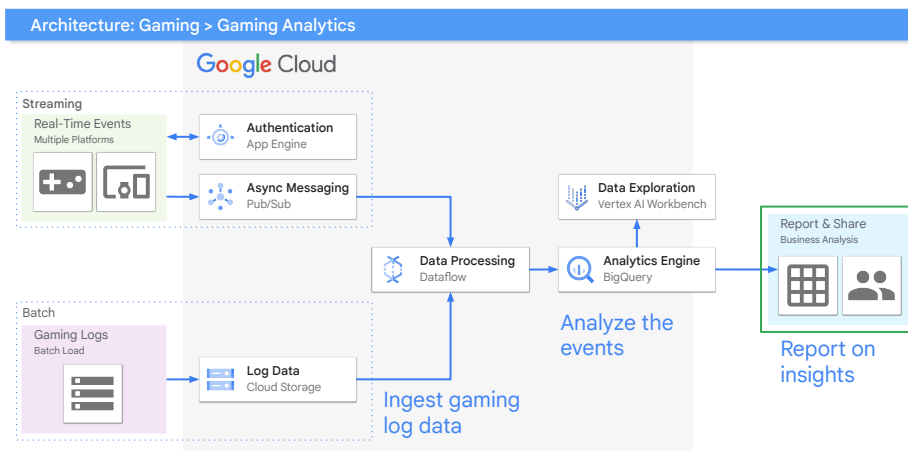 Architecture: Gaming > Gaming Analytics
Google Cloud
Streaming
Real-Time Events
Multiple Platforms
Authentication
App Engine
Async Messaging
Pub/Sub
Data Exploration
Vertex AI Workbench
Report & Share
Business Analysis
Data Processing
Dataflow
Analytics Engine
BigQuery
Batch
Gaming Logs
Batch Load
Analyze the
events
Report on
insights
Log Data
Cloud Storage
Ingest gaming
log data